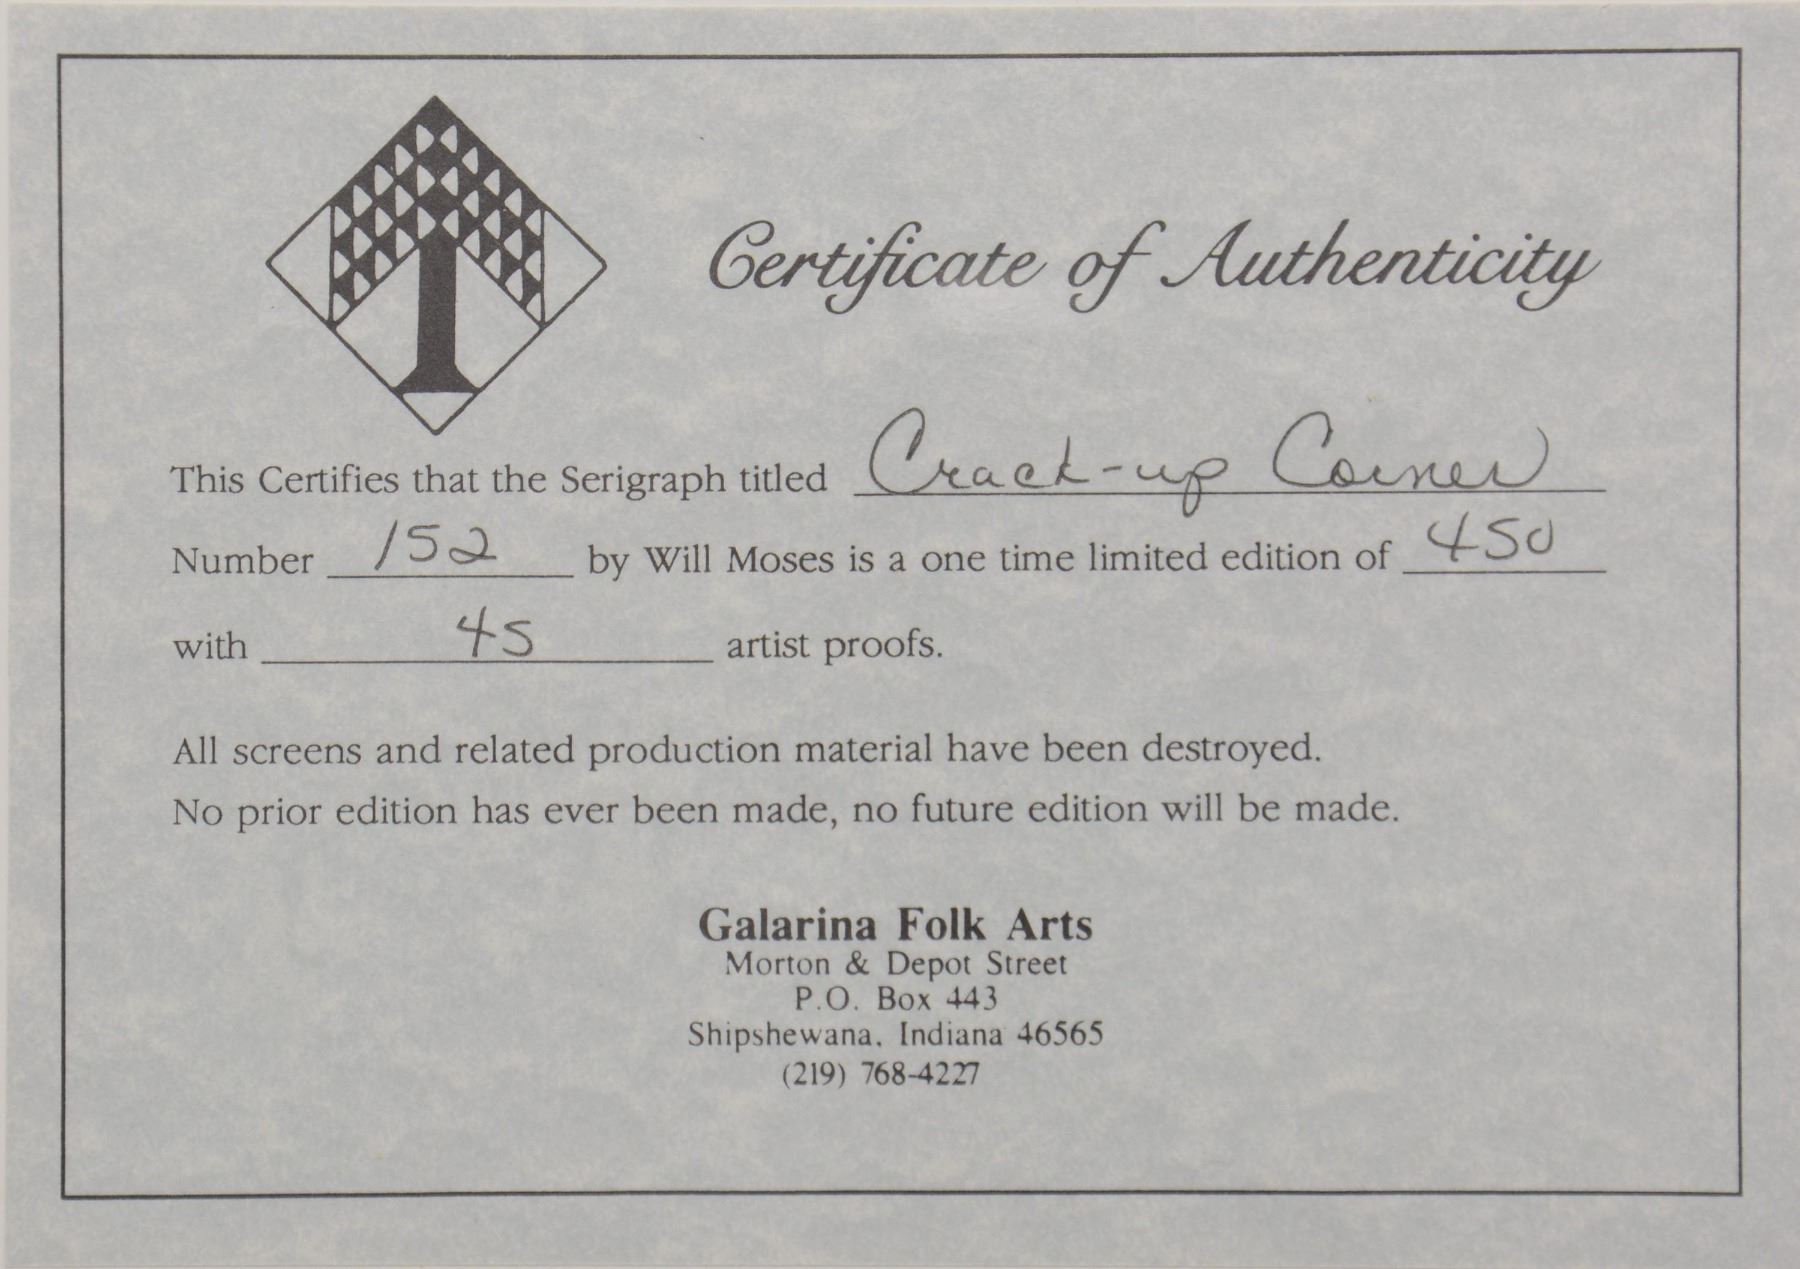 Certificate of Authenticity
This Certifies that the Serigraph titled Crack-up Corner
Number 152 by Will Moses is a one time limited edition of 450
with 45 artist proofs.
All screens and related production material have been destroyed.
No prior edition has ever been made, no future edition will be made.
Galarina Folk Arts
Morton & Depot Street
P.O. Box 443
Shipshewana, Indiana 46565
(219) 768-4227